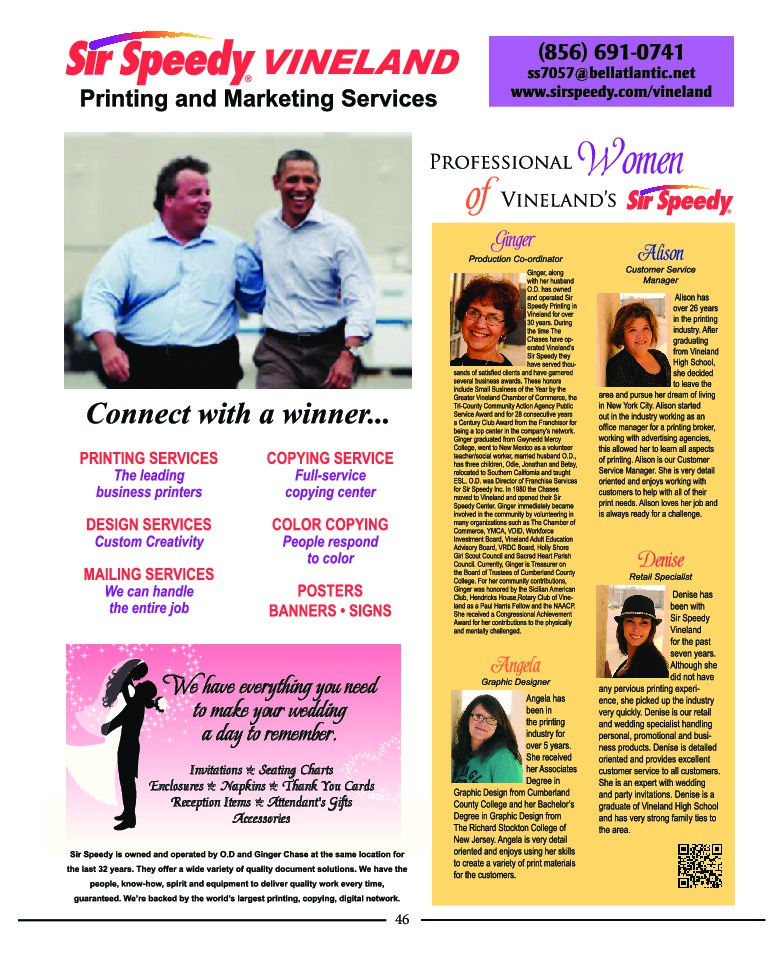 Sir Speedy® VINELAND
Printing and Marketing Services
(856) 691-0741
ss7057@bellatlantic.net
www.sirspeedy.com/vineland
Connect with a winner...
PRINTING SERVICES
The leading
business printers
DESIGN SERVICES
Custom Creativity
MAILING SERVICES
We can handle
the entire job
COPYING SERVICE
Full-service
copying center
COLOR COPYING
People respond
to color
POSTERS
BANNERS • SIGNS
We have everything you need
to make your wedding
a day to remember.
Invitations * Seating Charts
Enclosures * Napkins * Thank You Cards
Reception Items * Attendant's Gifts
Accessories
Sir Speedy is owned and operated by O.D and Ginger Chase at the same location for
the last 32 years. They offer a wide variety of quality document solutions. We have the
people, know-how, spirit and equipment to deliver quality work every time,
guaranteed. We're backed by the world's largest printing, copying, digital network.
PROFESSIONAL Women
of VINELAND'S Sir Speedy®
Ginger
Production Co-ordinator
Ginger, along
with her husband
O.D. has owned
and operated Sir
Speedy Printing in
Vineland for over
30 years. During
the time The
Chases have op-
erated Vineland's
Sir Speedy they
have served thou-
sands of satisfied clients and have garnered
several business awards. These honors
include Small Business of the Year by the
Greater Vineland Chamber of Commerce, the
Tri-County Community Action Agency Public
Service Award and for 28 consecutive years
a Century Club Award from the Franchisor for
being a top center in the company's network.
Ginger graduated from Gwynedd Mercy
College, went to New Mexico as a volunteer
teacher/social worker, married husband O.D.,
has three children, Odie, Jonathan and Betsy,
relocated to Southern California and taught
ESL. O.D. was Director of Franchise Services
for Sir Speedy Inc. In 1980 the Chases
moved to Vineland and opened their Sir
Speedy Center. Ginger immediately became
involved in the community by volunteering in
many organizations such as The Chamber of
Commerce, YMCA, VDID, Workforce
Investment Board, Vineland Adult Education
Advisory Board, VRDC Board, Holly Shore
Girl Scout Council and Sacred Heart Parish
Council. Currently, Ginger is Treasurer on
the Board of Trustees of Cumberland County
College. For her community contributions,
Ginger was honored by the Sicilian American
Club, Hendricks House,Rotary Club of Vine-
land as a Paul Harris Fellow and the NAACP.
She received a Congressional Achievement
Award for her contributions to the physically
and mentally challenged.
Angela
Graphic Designer
Angela has
been in
the printing
industry for
over 5 years.
She received
her Associates
Degree in
Graphic Design from Cumberland
County College and her Bachelor's
Degree in Graphic Design from
The Richard Stockton College of
New Jersey. Angela is very detail
oriented and enjoys using her skills
to create a variety of print materials
for the customers.
Alison
Customer Service
Manager
Alison has
over 26 years
in the printing
industry. After
graduating
from Vineland
High School,
she decided
to leave the
area and pursue her dream of living
in New York City. Alison started
out in the industry working as an
office manager for a printing broker,
working with advertising agencies,
this allowed her to learn all aspects
of printing. Alison is our Customer
Service Manager. She is very detail
oriented and enjoys working with
customers to help with all of their
print needs. Alison loves her job and
is always ready for a challenge.
Denise
Retail Specialist
Denise has
been with
Sir Speedy
Vineland
for the past
seven years.
Although she
did not have
any pervious printing experi-
ence, she picked up the industry
very quickly. Denise is our retail
and wedding specialist handling
personal, promotional and busi-
ness products. Denise is detailed
oriented and provides excellent
customer service to all customers.
She is an expert with wedding
and party invitations. Denise is a
graduate of Vineland High School
and has very strong family ties to
the area.
46